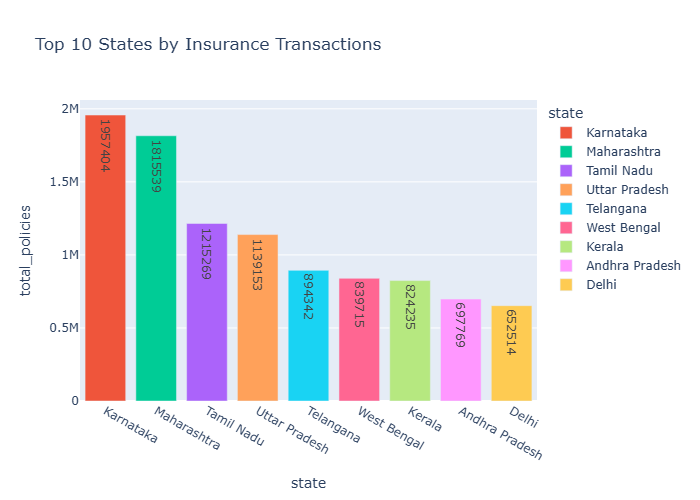 Top 10 States by Insurance Transactions
total_policies
2M
1.5M
1M
0.5M
0
1957404
1815539
1215269
1139153
894342
839715
824235
697769
652514
Karnataka
Maharashtra
Tamil Nadu
Uttar Pradesh
Telangana
West Bengal
Kerala
Andhra Pradesh
Delhi
state
state
Karnataka
Maharashtra
Tamil Nadu
Uttar Pradesh
Telangana
West Bengal
Kerala
Andhra Pradesh
Delhi